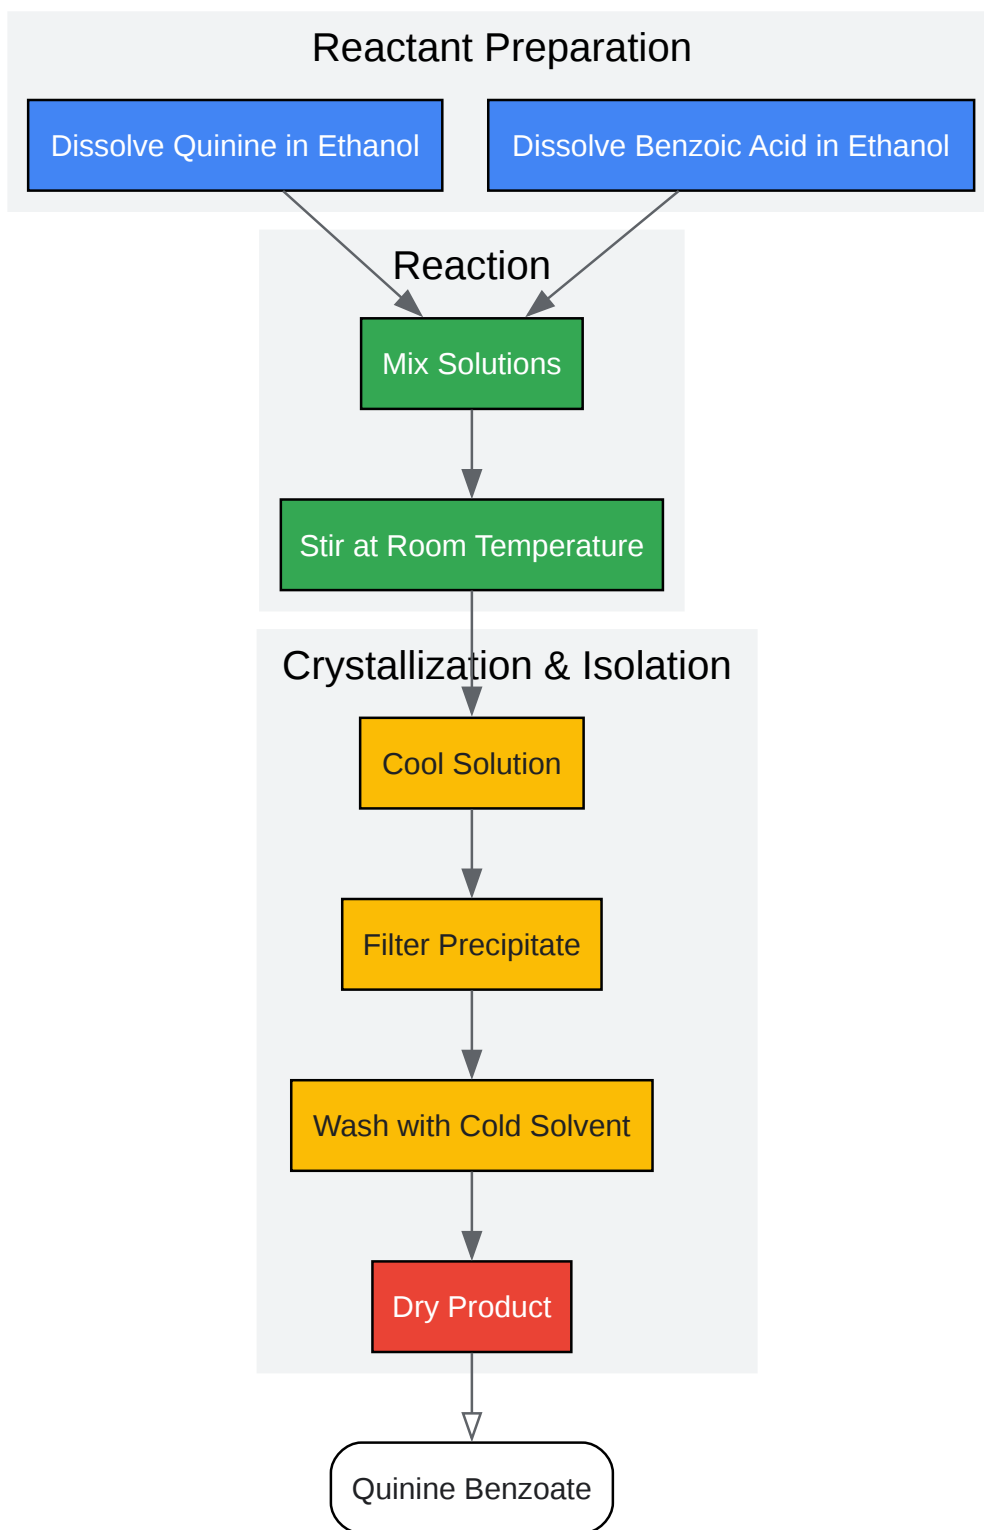 Reactant Preparation
Dissolve Quinine in Ethanol
Dissolve Benzoic Acid in Ethanol
Reaction
Mix Solutions
Stir at Room Temperature
Crystallization & Isolation
Cool Solution
Filter Precipitate
Wash with Cold Solvent
Dry Product
Quinine Benzoate